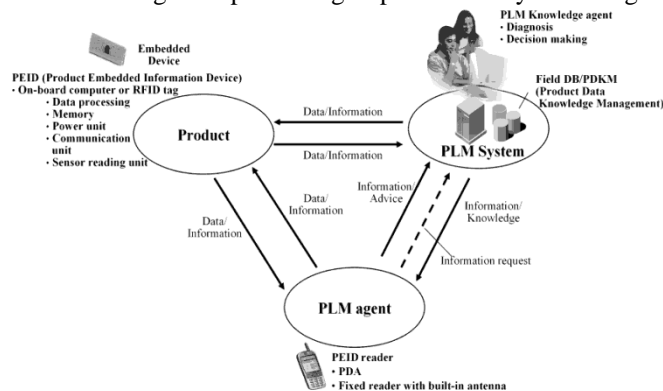 PLM Knowledge agent
• Diagnosis
• Decision making
Embedded
Device
PEID (Product Embedded Information Device)
• On-board computer or RFID tag
• Data processing
• Memory
• Power unit
• Communication
unit
• Sensor reading unit
Field DB/PDKM
(Product Data
Knowledge Management)
Data/Information
Product
Data/Information
PLM System
Data/
Information
Data/
Information
Information/
Advice
Information/
Knowledge
Information request
PLM agent
PEID reader
• PDA
• Fixed reader with built-in antenna